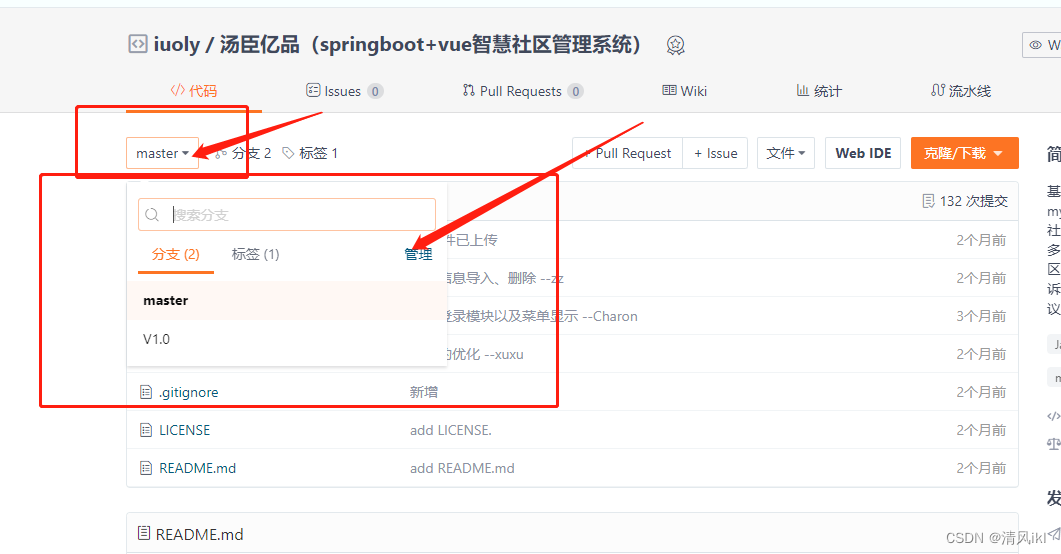 iuoly / 汤臣亿品（springboot+vue智慧社区管理系统）
W
代码 Issues 0 Pull Requests 0 Wiki 统计 流水线
master 分支 2 标签 1 Pull Request + Issue 文件 Web IDE 克隆/下载
简
基
搜索分支
132 次提交
my
社
件已上传 2个月前
多
分支 (2) 标签 (1) 管理
区
信息导入、删除 --zz 2个月前
诉
master
议
登录模块以及菜单显示 --Charon 3个月前
V1.0
的优化 --xuxu 2个月前
.gitignore 新增 2个月前
LICENSE add LICENSE. 2个月前
README.md add README.md 2个月前
发
README.md
CSDN @清风ikl